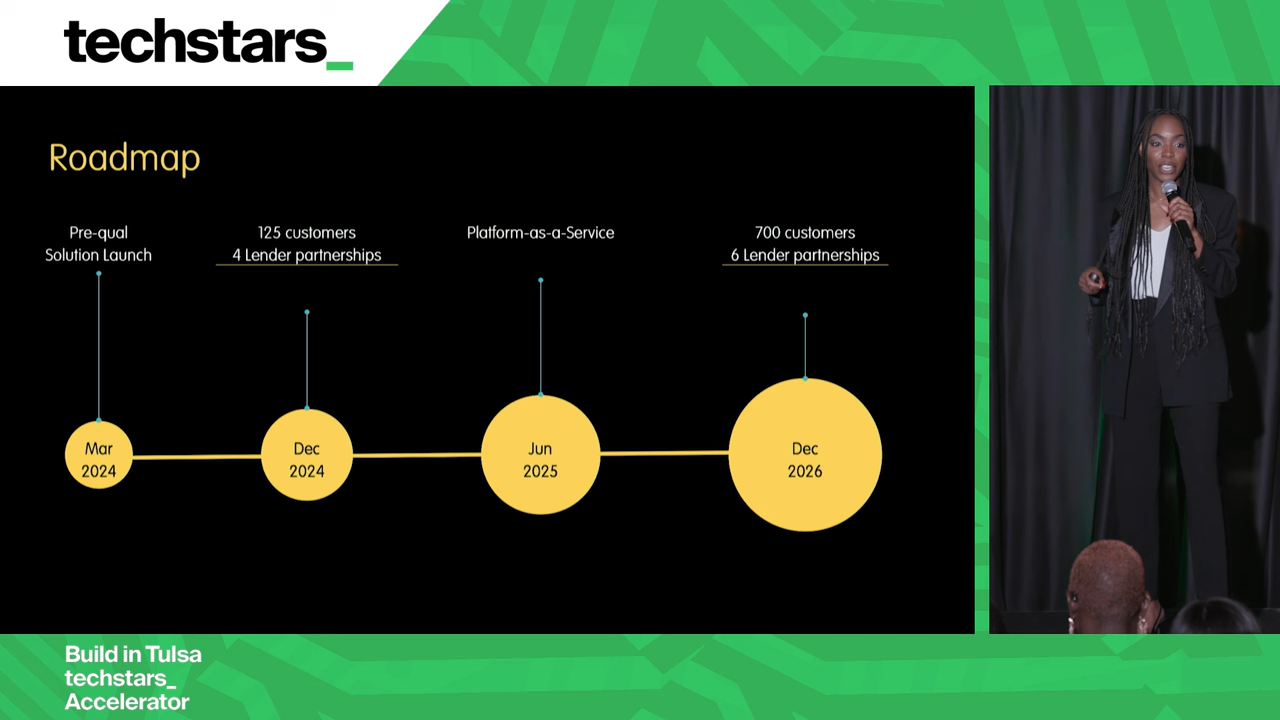 techstars_
Roadmap
Pre-qual
Solution Launch
125 customers
4 Lender partnerships
Platform-as-a-Service
700 customers
6 Lender partnerships
Mar
2024
Dec
2024
Jun
2025
Dec
2026
Build in Tulsa
techstars_
Accelerator